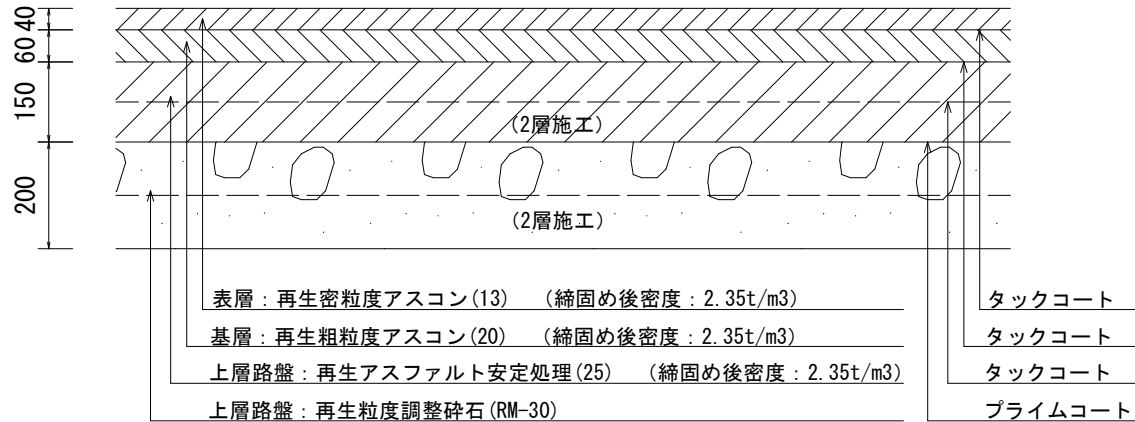 40
60
150
200
(2層施工)
(2層施工)
表層：再生密粒度アスコン(13) （締固め後密度：2.35t/m3） タックコート
基層：再生粗粒度アスコン(20) （締固め後密度：2.35t/m3） タックコート
上層路盤：再生アスファルト安定処理(25) （締固め後密度：2.35t/m3） タックコート
上層路盤：再生粒度調整砕石(RM-30) プライムコート